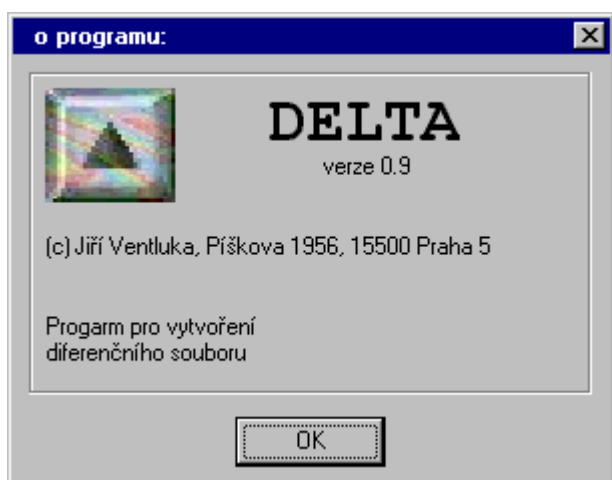 o programu:
DELTA
verze 0.9
(c) Jiří Ventluka, Píškova 1956, 15500 Praha 5
Progarm pro vytvoření
diferenčního souboru
OK